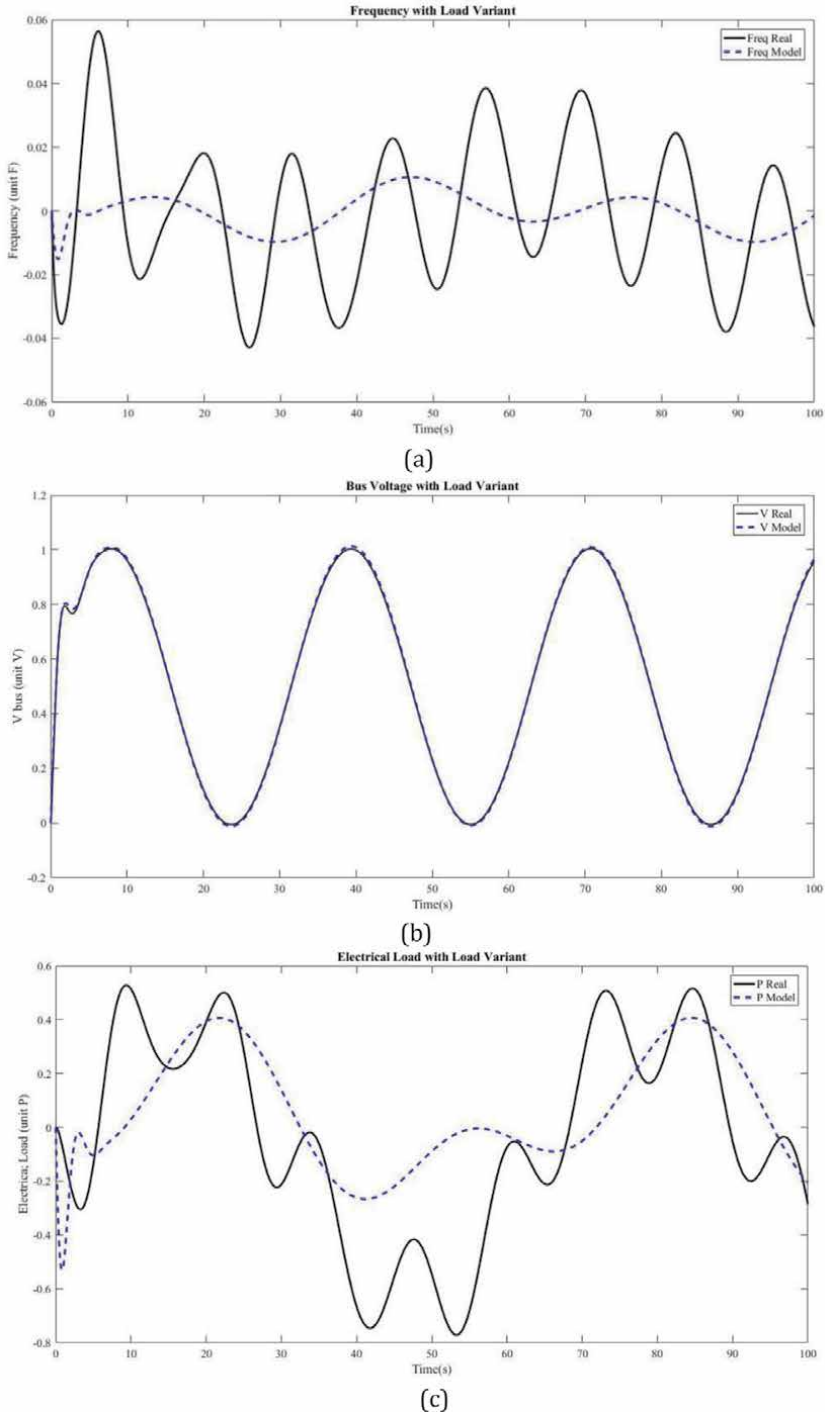 Frequency with Load Variant
Freq Real
Freq Model
0.06
0.04
0.02
0
-0.02
-0.04
-0.06
Frequency (unit F)
0 10 20 30 40 50 60 70 80 90 100
Time(s)
(a)
Bus Voltage with Load Variant
V Real
V Model
1.2
1
0.8
0.6
0.4
0.2
0
-0.2
V bus (unit V)
0 10 20 30 40 50 60 70 80 90 100
Time(s)
(b)
Electrical Load with Load Variant
P Real
P Model
0.6
0.4
0.2
0
-0.2
-0.4
-0.6
-0.8
Electrica; Load (unit P)
0 10 20 30 40 50 60 70 80 90 100
Time(s)
(c)